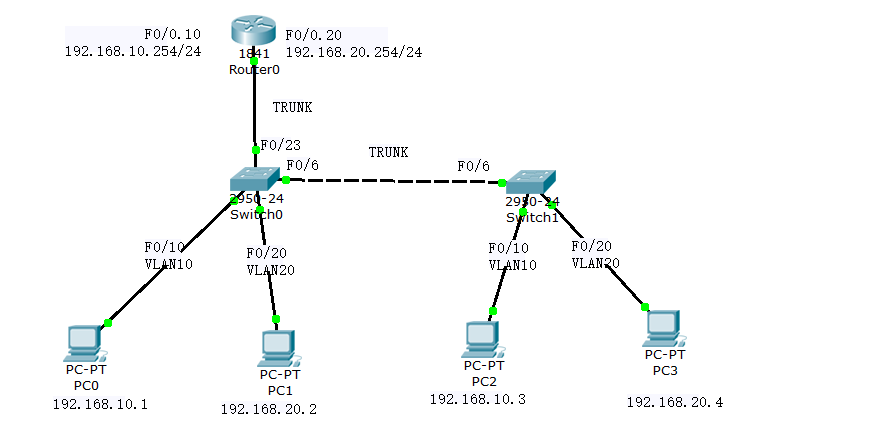 F0/0.10
192.168.10.254/24
F0/0.20
192.168.20.254/24
1841
Router0
TRUNK
F0/23
F0/6
TRUNK
F0/6
2950-24
Switch0
2950-24
Switch1
F0/10
VLAN10
F0/20
VLAN20
F0/10
VLAN10
F0/20
VLAN20
PC-PT
PC0
192.168.10.1
PC-PT
PC1
192.168.20.2
PC-PT
PC2
192.168.10.3
PC-PT
PC3
192.168.20.4